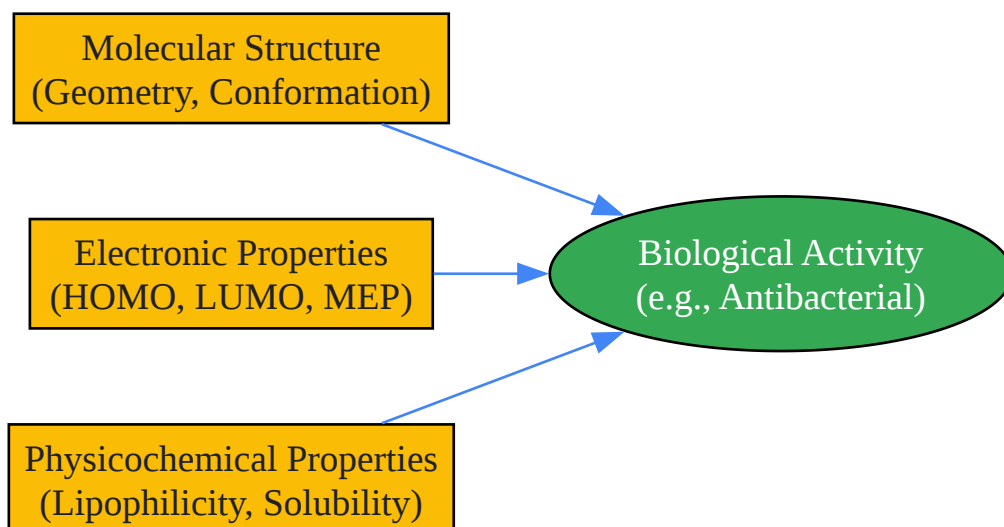 Molecular Structure
(Geometry, Conformation)
Electronic Properties
(HOMO, LUMO, MEP)
Biological Activity
(e.g., Antibacterial)
Physicochemical Properties
(Lipophilicity, Solubility)